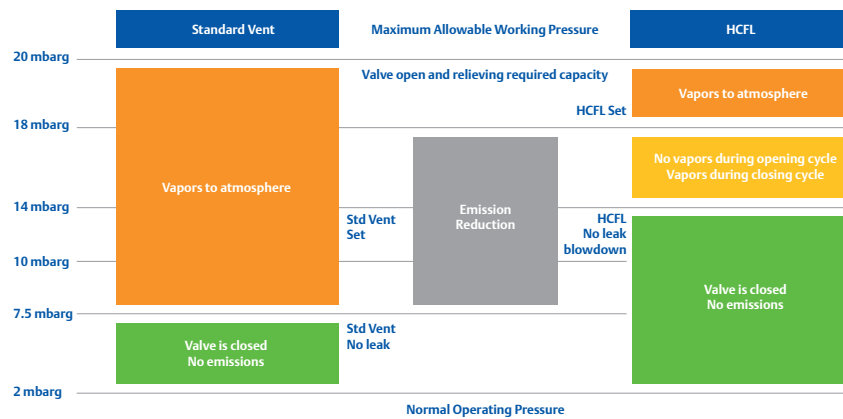 Standard Vent
Maximum Allowable Working Pressure
HCFL
20 mbarg
Valve open and relieving required capacity
Vapors to atmosphere
HCFL Set
18 mbarg
No vapors during opening cycle
Vapors during closing cycle
Vapors to atmosphere
14 mbarg
Std Vent
Set
Emission
Reduction
HCFL
No leak
blowdown
10 mbarg
Valve is closed
No emissions
7.5 mbarg
Std Vent
No leak
Valve is closed
No emissions
2 mbarg
Normal Operating Pressure